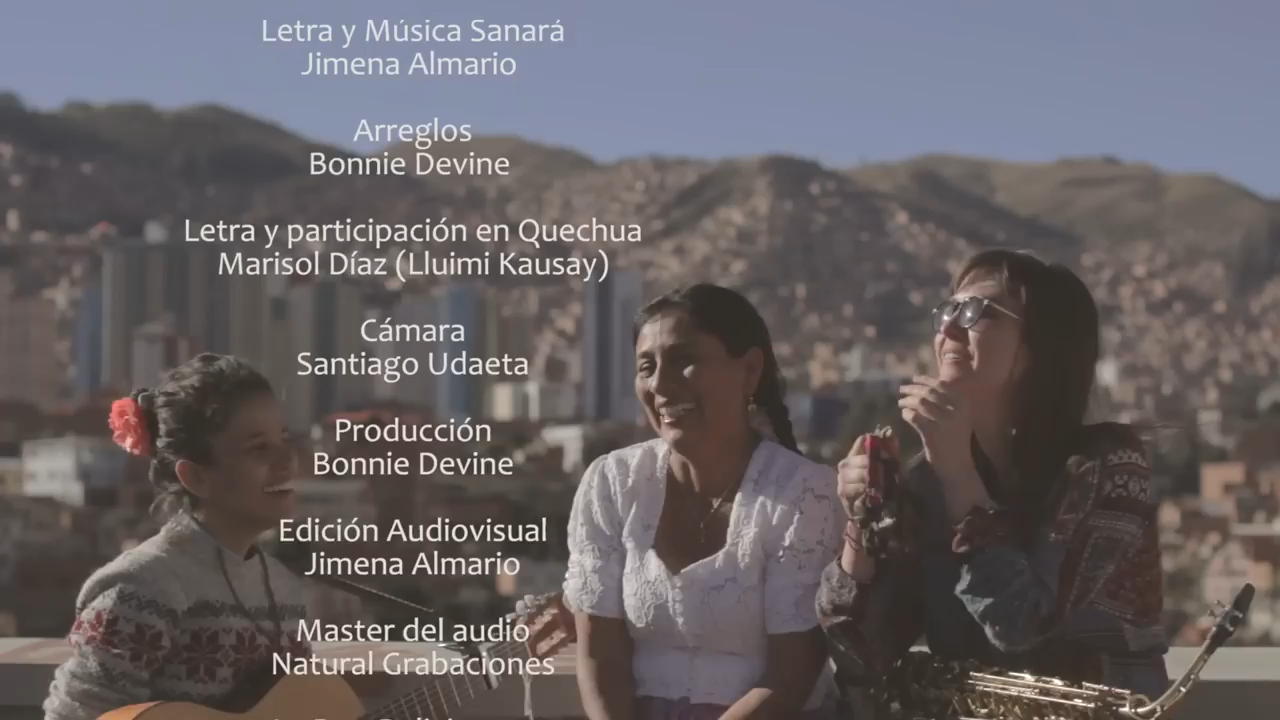 Letra y Música Sanará
Jimena Almario
Arreglos
Bonnie Devine
Letra y participación en Quechua
Marisol Díaz (Lluimi Kausay)
Cámara
Santiago Udaeta
Producción
Bonnie Devine
Edición Audiovisual
Jimena Almario
Master del audio
Natural Grabaciones